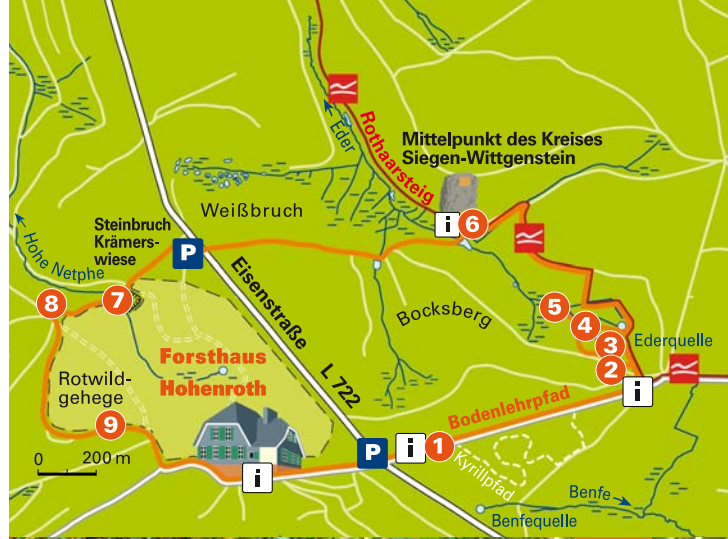 Eder
Rothaarsteig
Mittelpunkt des Kreises
Siegen-Wittgenstein
i
6
Weißbruch
Steinbruch
Krämers-
wiese
P
Hohe Netphe
7
8
Eisenstraße
L 722
Bocksberg
5
4
3
2
Ederquelle
i
Forsthaus
Hohenroth
Rotwild-
gehege
9
Bodenlehrpfad
i
1
P
Kyrillpfad
i
0 200 m
Benfe
Benfequelle